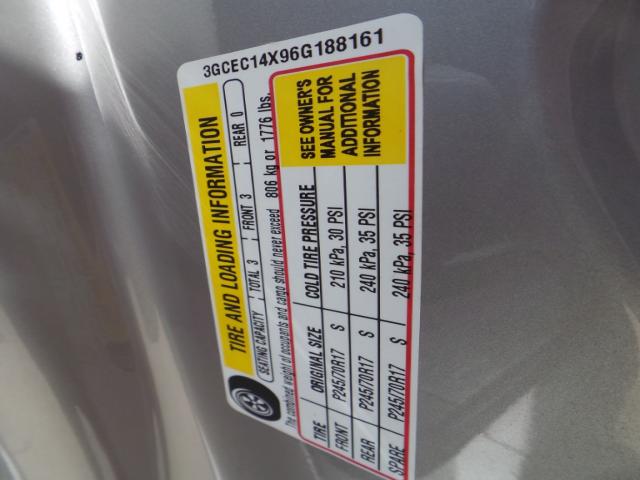 3GCEC14X96G188161
TIRE AND LOADING INFORMATION
SEATING CAPACITY TOTAL 3 FRONT 3 REAR 0
The combined weight of occupants and cargo should never exceed 806 kg or 1776 lbs.
TIRE ORIGINAL SIZE COLD TIRE PRESSURE
FRONT P245/70R17 S 210 kPa, 30 PSI
REAR P245/70R17 S 240 kPa, 35 PSI
SPARE P245/70R17 S 240 kPa, 35 PSI
SEE OWNER'S
MANUAL FOR
ADDITIONAL
INFORMATION